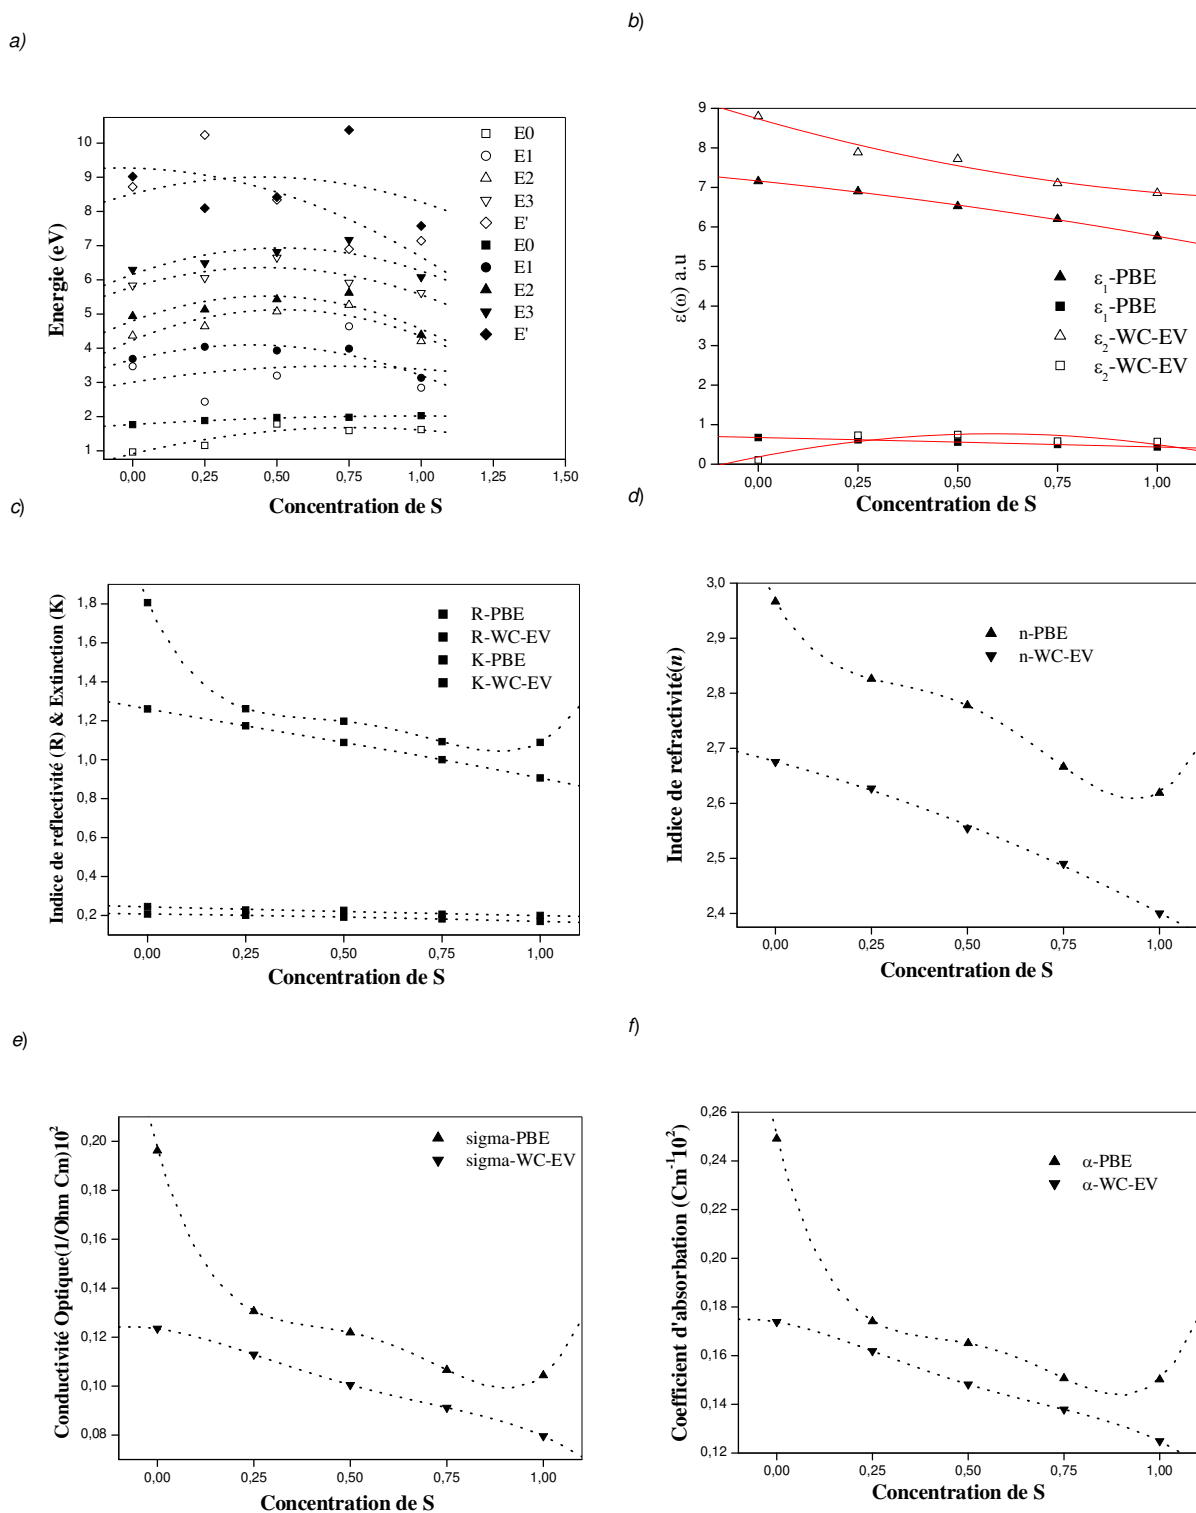 a)
10
9
8
7
6
5
4
3
2
1
Energie (eV)
0,00 0,25 0,50 0,75 1,00 1,25 1,50
Concentration de S
E0
E1
E2
E3
E'
E0
E1
E2
E3
E'
b)
9
8
7
6
5
4
3
2
1
0
ε(ω) a.u
0,00 0,25 0,50 0,75 1,00
Concentration de S
ε₁-PBE
ε₁-PBE
ε₂-WC-EV
ε₂-WC-EV
c)
1,8
1,6
1,4
1,2
1,0
0,8
0,6
0,4
0,2
Indice de reflectivité (R) & Extinction (K)
0,00 0,25 0,50 0,75 1,00
Concentration de S
R-PBE
R-WC-EV
K-PBE
K-WC-EV
d)
3,0
2,9
2,8
2,7
2,6
2,5
2,4
Indice de refractivité(n)
0,00 0,25 0,50 0,75 1,00
Concentration de S
n-PBE
n-WC-EV
e)
0,20
0,18
0,16
0,14
0,12
0,10
0,08
Conductivité Optique(1/Ohm Cm)10²
0,00 0,25 0,50 0,75 1,00
Concentration de S
sigma-PBE
sigma-WC-EV
f)
0,26
0,24
0,22
0,20
0,18
0,16
0,14
0,12
Coefficient d'absorbation ((Cm⁻¹10²)
0,00 0,25 0,50 0,75 1,00
Concentration de S
α-PBE
α-WC-EV